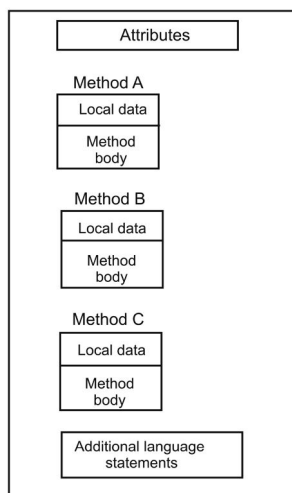 Attributes
Method A
Local data
Method
body
Method B
Local data
Method
body
Method C
Local data
Method
body
Additional language
statements